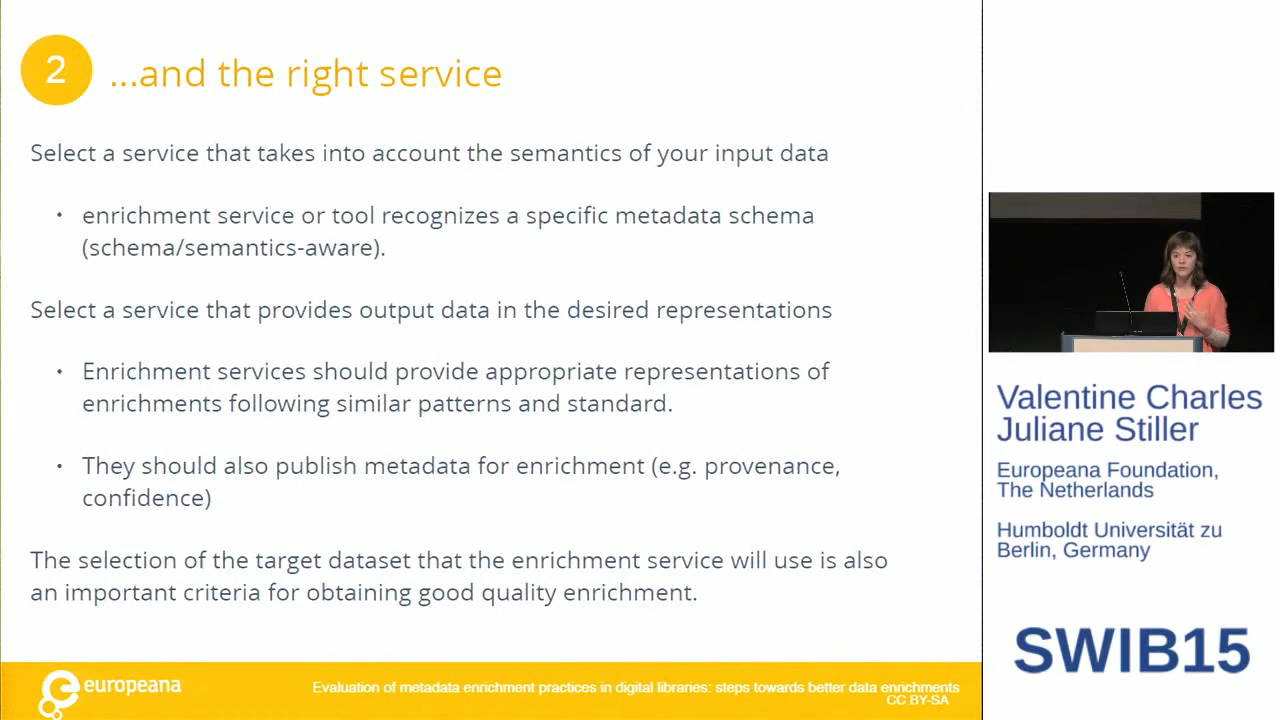 2
...and the right service
Select a service that takes into account the semantics of your input data
• enrichment service or tool recognizes a specific metadata schema
(schema/semantics-aware).
Select a service that provides output data in the desired representations
• Enrichment services should provide appropriate representations of
enrichments following similar patterns and standard.
• They should also publish metadata for enrichment (e.g. provenance,
confidence)
The selection of the target dataset that the enrichment service will use is also
an important criteria for obtaining good quality enrichment.
europeana
Evaluation of metadata enrichment practices in digital libraries: steps towards better data enrichments
CC BY-SA
Valentine Charles
Juliane Stiller
Europeana Foundation,
The Netherlands
Humboldt Universität zu
Berlin, Germany
SWIB15